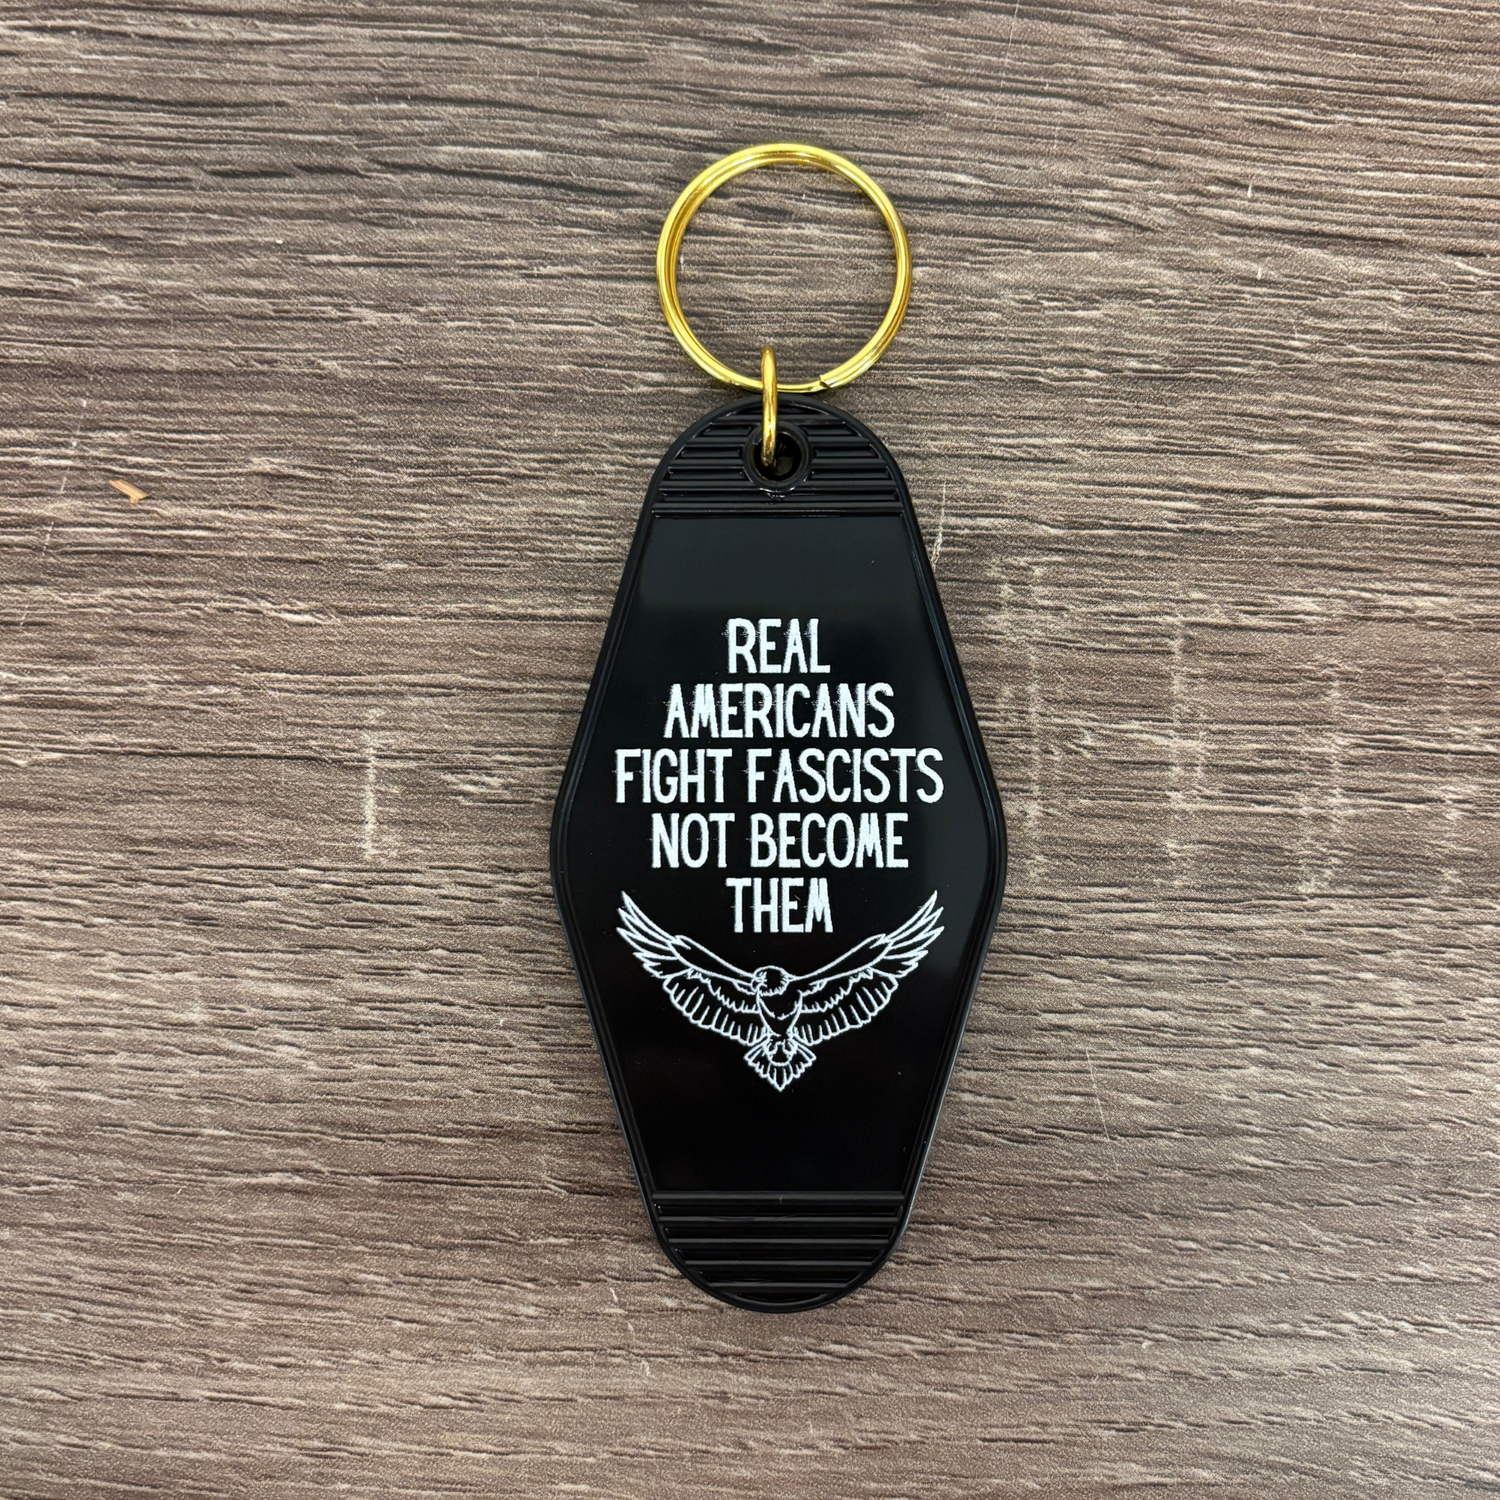 REAL
AMERICANS
FIGHT FASCISTS
NOT BECOME
THEM